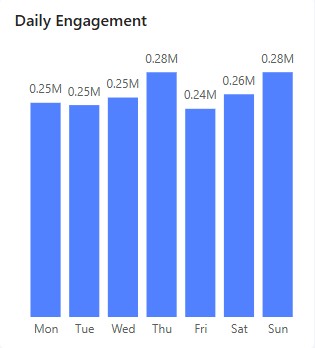 Daily Engagement
0.25M 0.25M 0.25M 0.28M 0.24M 0.26M 0.28M
Mon Tue Wed Thu Fri Sat Sun